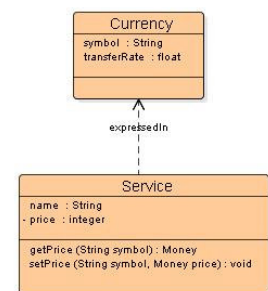 Currency
symbol : String
transferRate : float
expressedIn
Service
name : String
- price : integer
getPrice (String symbol) : Money
setPrice (String symbol, Money price) : void